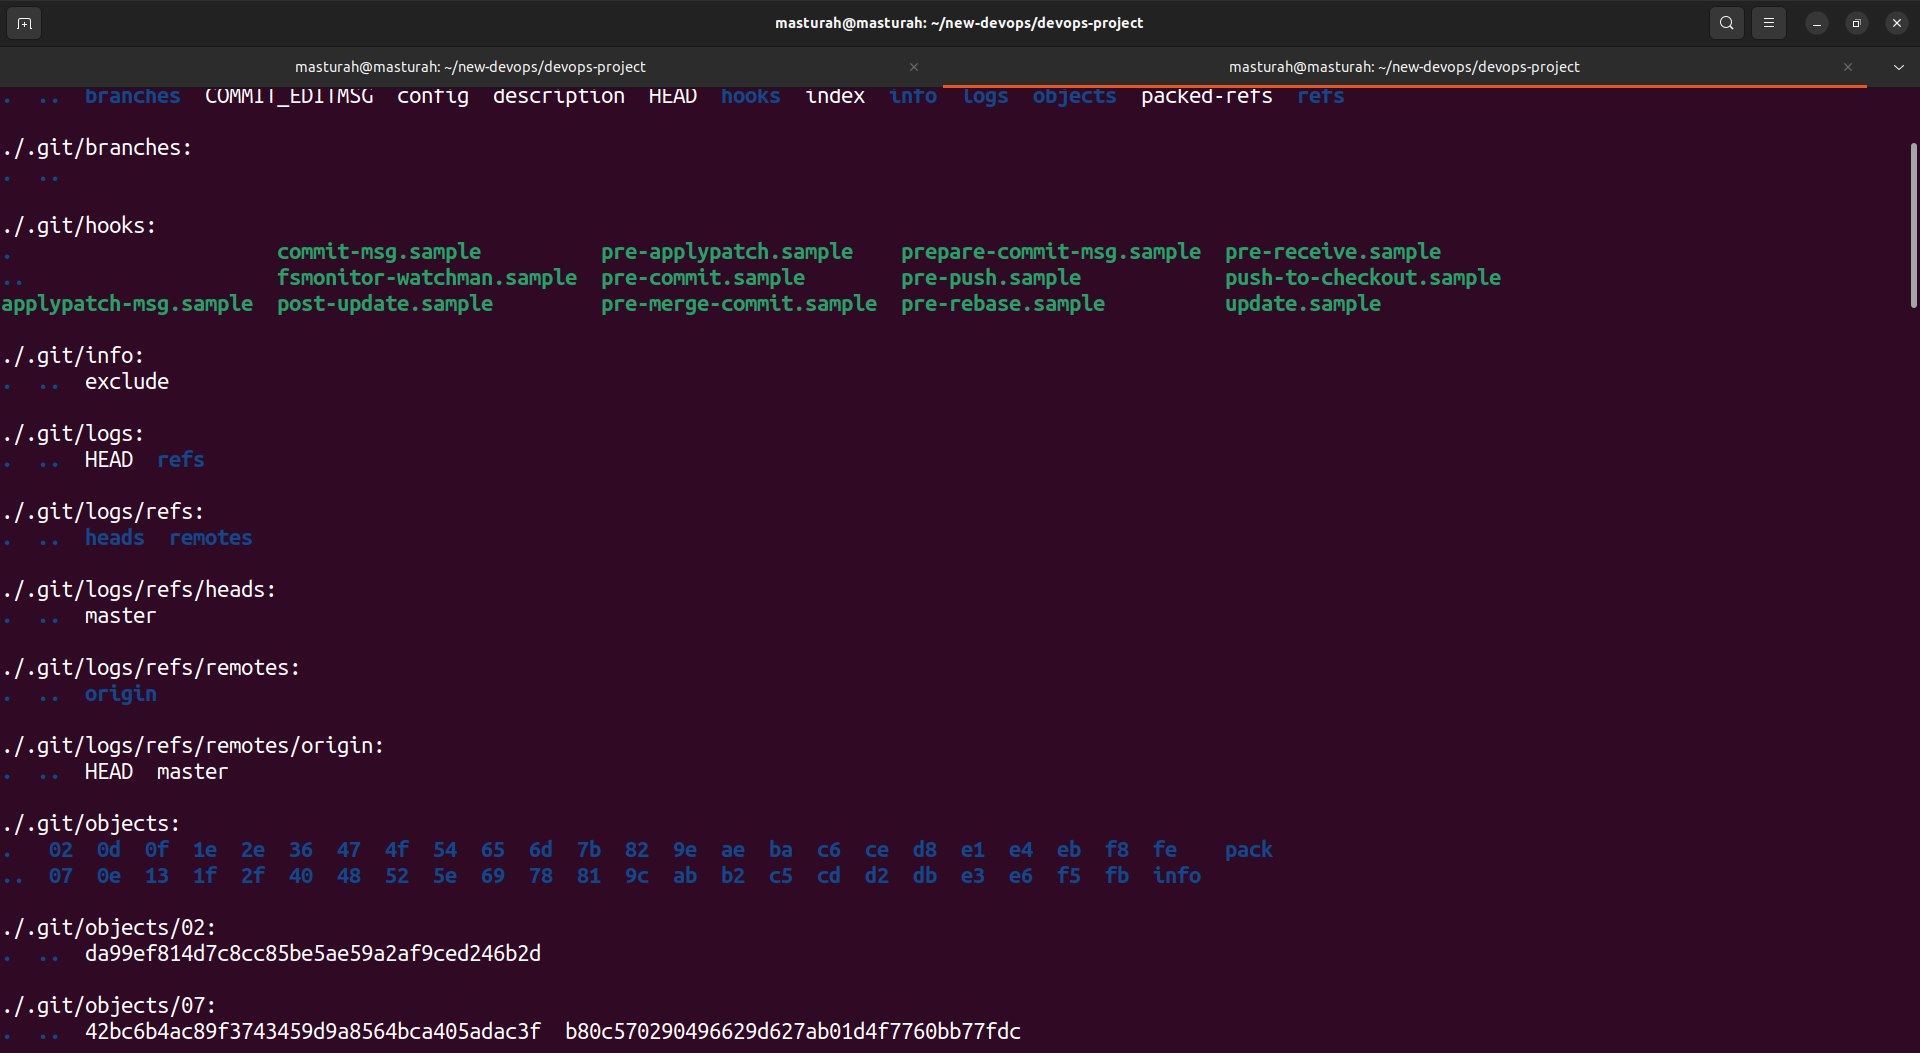 masturah@masturah: ~/new-devops/devops-project
masturah@masturah: ~/new-devops/devops-project × masturah@masturah: ~/new-devops/devops-project ×
. .. branches COMMIT_EDITMSG config description HEAD hooks index info logs objects packed-refs refs
./.git/branches:
. ..
./.git/hooks:
. commit-msg.sample pre-applypatch.sample prepare-commit-msg.sample pre-receive.sample
.. fsmonitor-watchman.sample pre-commit.sample pre-push.sample push-to-checkout.sample
applypatch-msg.sample post-update.sample pre-merge-commit.sample pre-rebase.sample update.sample
./.git/info:
. .. exclude
./.git/logs:
. .. HEAD refs
./.git/logs/refs:
. .. heads remotes
./.git/logs/refs/heads:
. .. master
./.git/logs/refs/remotes:
. .. origin
./.git/logs/refs/remotes/origin:
. .. HEAD master
./.git/objects:
. 02 0d 0f 1e 2e 36 47 4f 54 65 6d 7b 82 9e ae ba c6 ce d8 e1 e4 eb f8 fe pack
.. 07 0e 13 1f 2f 40 48 52 5e 69 78 81 9c ab b2 c5 cd d2 db e3 e6 f5 fb info
./.git/objects/02:
. .. da99ef814d7c8cc85be5ae59a2af9ced246b2d
./.git/objects/07:
. .. 42bc6b4ac89f3743459d9a8564bca405adac3f b80c570290496629d627ab01d4f7760bb77fdc